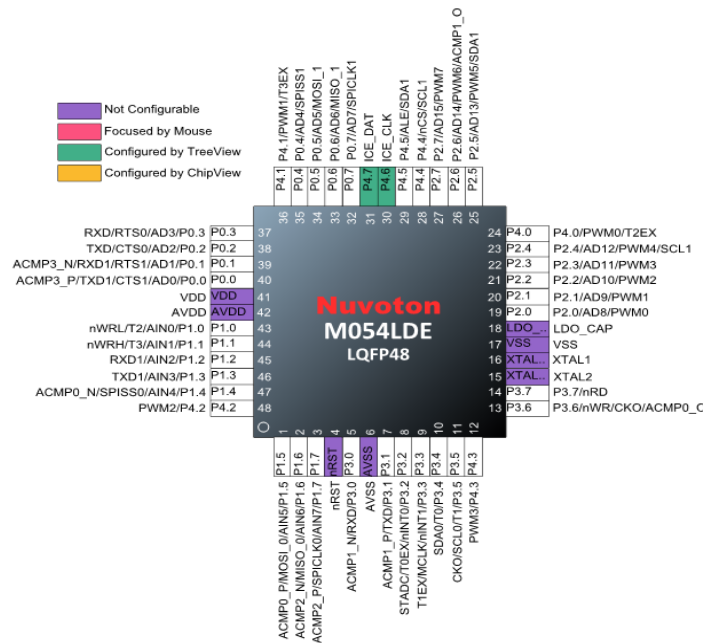 Not Configurable
Focused by Mouse
Configured by TreeView
Configured by ChipView
P4.1/PWM1/T3EX
P0.4/AD4/SPISS1
P0.5/AD5/MOSI_1
P0.6/AD6/MISO_1
P0.7/AD7/SPICLK1
ICE_DAT
ICE_CLK
P4.5/ALE/SDA1
P4.4/nCS/SCL1
P2.7/AD15/PWM7
P2.6/AD14/PWM6/ACMP1_O
P2.5/AD13/PWM5/SDA1
P4.1
P0.4
P0.5
P0.6
P0.7
P4.7
P4.6
P4.5
P4.4
P2.7
P2.6
P2.5
36
35
34
33
32
31
30
29
28
27
26
25
RXD/RTS0/AD3/P0.3 P0.3 37
TXD/CTS0/AD2/P0.2 P0.2 38
ACMP3_N/RXD1/RTS1/AD1/P0.1 P0.1 39
ACMP3_P/TXD1/CTS1/AD0/P0.0 P0.0 40
VDD VDD 41
AVDD AVDD 42
nWRL/T2/AIN0/P1.0 P1.0 43
nWRH/T3/AIN1/P1.1 P1.1 44
RXD1/AIN2/P1.2 P1.2 45
TXD1/AIN3/P1.3 P1.3 46
ACMP0_N/SPISS0/AIN4/P1.4 P1.4 47
PWM2/P4.2 P4.2 48
Nuvoton
M054LDE
LQFP48
24 P4.0 P4.0/PWM0/T2EX
23 P2.4 P2.4/AD12/PWM4/SCL1
22 P2.3 P2.3/AD11/PWM3
21 P2.2 P2.2/AD10/PWM2
20 P2.1 P2.1/AD9/PWM1
19 P2.0 P2.0/AD8/PWM0
18 LDO_.. LDO_CAP
17 VSS VSS
16 XTAL.. XTAL1
15 XTAL.. XTAL2
14 P3.7 P3.7/nRD
13 P3.6 P3.6/nWR/CKO/ACMP0_O
1
2
3
4
5
6
7
8
9
10
11
12
P1.5
P1.6
P1.7
nRST
P3.0
AVSS
P3.1
P3.2
P3.3
P3.4
P3.5
P4.3
ACMP0_P/MOSI_0/AIN5/P1.5
ACMP2_N/MISO_0/AIN6/P1.6
ACMP2_P/SPICLK0/AIN7/P1.7
nRST
ACMP1_N/RXD/P3.0
AVSS
ACMP1_P/TXD/P3.1
STADC/T0EX/nINT0/P3.2
T1EX/MCLK/nINT1/P3.3
SDA0/T0/P3.4
CKO/SCL0/T1/P3.5
PWM3/P4.3